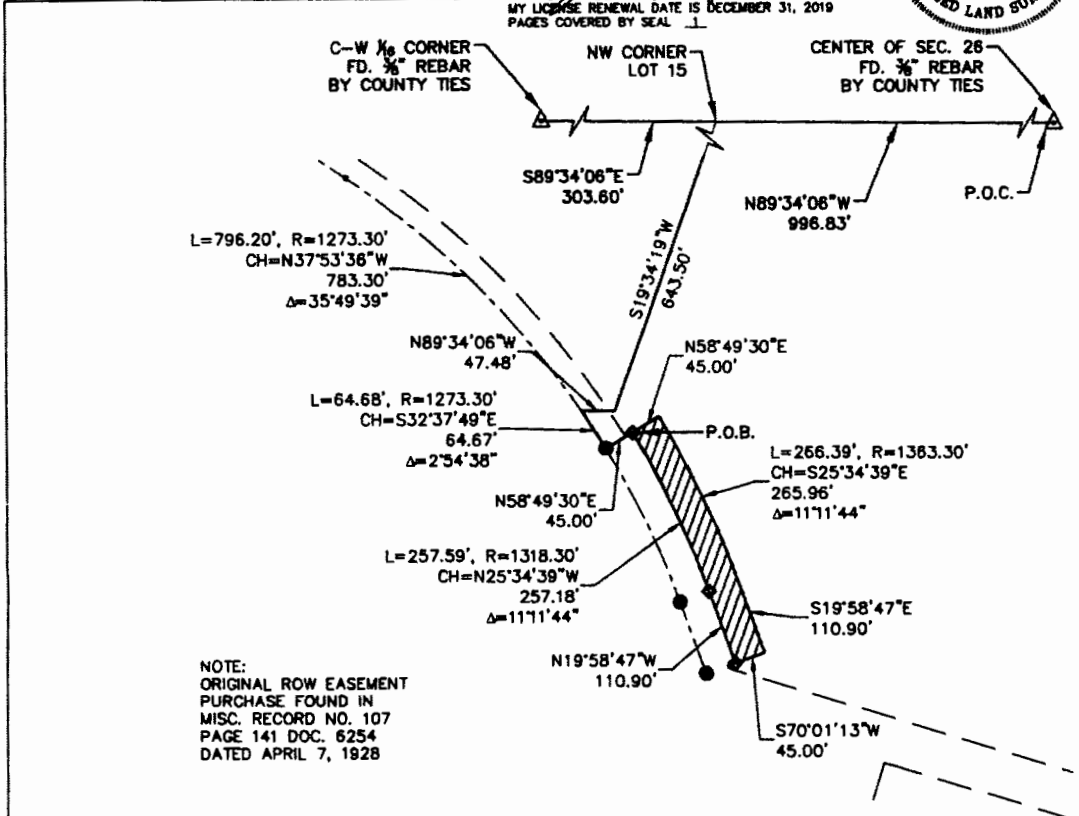 MY LICENSE RENEWAL DATE IS DECEMBER 31, 2019
PAGES COVERED BY SEAL 1
ED LAND SUR
C-W 1/16 CORNER
FD. 5/8" REBAR
BY COUNTY TIES
NW CORNER
LOT 15
CENTER OF SEC. 26
FD. 5/8" REBAR
BY COUNTY TIES
S89°34'06"E
303.60'
N89°34'06"W
996.83'
P.O.C.
S19°34'19"W
643.50'
L=796.20', R=1273.30'
CH=N37°53'36"W
783.30'
Δ=35°49'39"
N89°34'06"W
47.48'
N58°49'30"E
45.00'
L=64.68', R=1273.30'
CH=S32°37'49"E
64.67'
Δ=2°54'38"
P.O.B.
L=266.39', R=1363.30'
CH=S25°34'39"E
265.96'
Δ=11°11'44"
N58°49'30"E
45.00'
L=257.59', R=1318.30'
CH=N25°34'39"W
257.18'
Δ=11°11'44"
S19°58'47"E
110.90'
N19°58'47"W
110.90'
S70°01'13"W
45.00'
NOTE:
ORIGINAL ROW EASEMENT
PURCHASE FOUND IN
MISC. RECORD NO. 107
PAGE 141 DOC. 6254
DATED APRIL 7, 1928